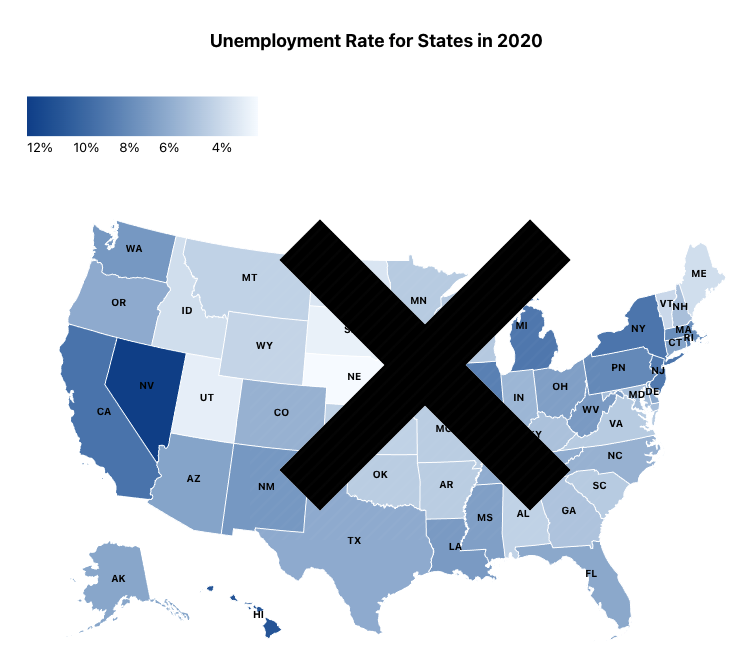 Unemployment Rate for States in 2020
12% 10% 8% 6% 4%
WA
MT
ME
OR
ID
MN
VT
NH
MI
NY
MA
RI
WY
CT
PN
NJ
NV
UT
NE
IN
OH
MD
DE
CA
CO
WV
VA
NC
AZ
NM
OK
AR
SC
MS
AL
GA
TX
LA
AK
FL
HI